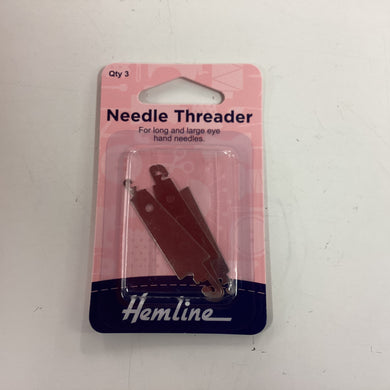 Qty 3
Needle Threader
For long and large eye
hand needles.
Hemline